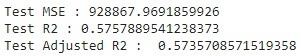 Test MSE : 928867.9691859926
Test R2 : 0.5757889541238373
Test Adjusted R2 :  0.5735708571519358